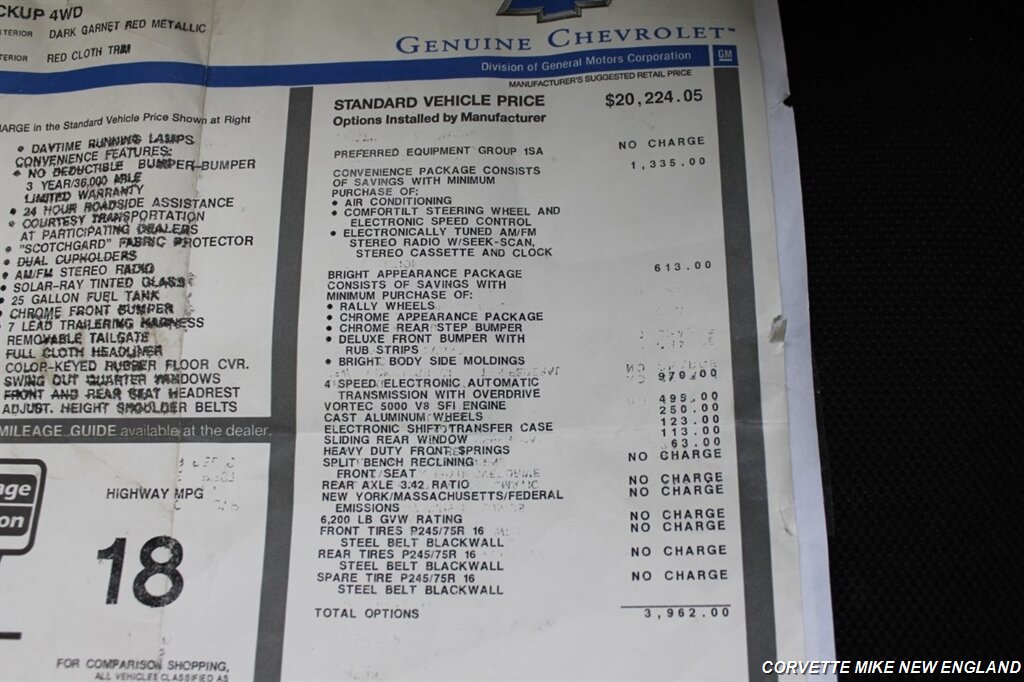 CKUP 4WD
XTERIOR DARK GARNET RED METALLIC
TERIOR RED CLOTH TRIM
GENUINE CHEVROLET™
Division of General Motors Corporation
GM
MANUFACTURER'S SUGGESTED RETAIL PRICE
HARGE in the Standard Vehicle Price Shown at Right
• DAYTIME RUNNING LAMPS
CONVENIENCE FEATURES:
• NO DEDUCTIBLE BUMPER-BUMPER
3 YEAR/36,000 MILE
LIMITED WARRANTY
• 24 HOUR ROADSIDE ASSISTANCE
• COURTESY TRANSPORTATION
AT PARTICIPATING DEALERS
• "SCOTCHGARD" FABRIC PROTECTOR
• DUAL CUPHOLDERS
• AM/FM STEREO RADIO
• SOLAR-RAY TINTED GLASS
• 25 GALLON FUEL TANK
• CHROME FRONT BUMPER
• 7 LEAD TRAILERING HARNESS
REMOVABLE TAILGATE
FULL CLOTH HEADLINER
COLOR-KEYED RUBBER FLOOR CVR.
SWING OUT QUARTER WINDOWS
FRONT AND REAR SEAT HEADREST
ADJUST. HEIGHT SHOULDER BELTS
MILEAGE GUIDE available at the dealer.
age
on
HIGHWAY MPG
18
FOR COMPARISON SHOPPING,
ALL VEHICLES CLASSIFIED AS
STANDARD VEHICLE PRICE $20,224.05
Options Installed by Manufacturer
PREFERRED EQUIPMENT GROUP 1SA NO CHARGE
CONVENIENCE PACKAGE CONSISTS 1,335.00
OF SAVINGS WITH MINIMUM
PURCHASE OF:
• AIR CONDITIONING
• COMFORTILT STEERING WHEEL AND
ELECTRONIC SPEED CONTROL
• ELECTRONICALLY TUNED AM/FM
STEREO RADIO W/SEEK-SCAN,
STEREO CASSETTE AND CLOCK
BRIGHT APPEARANCE PACKAGE 613.00
CONSISTS OF SAVINGS WITH
MINIMUM PURCHASE OF:
• RALLY WHEELS
• CHROME APPEARANCE PACKAGE
• CHROME REAR STEP BUMPER
• DELUXE FRONT BUMPER WITH
RUB STRIPS
• BRIGHT BODY SIDE MOLDINGS
4 SPEED ELECTRONIC AUTOMATIC 970.00
TRANSMISSION WITH OVERDRIVE
VORTEC 5000 V8 SFI ENGINE 495.00
CAST ALUMINUM WHEELS 250.00
ELECTRONIC SHIFT TRANSFER CASE 123.00
SLIDING REAR WINDOW 113.00
HEAVY DUTY FRONT SPRINGS 63.00
SPLIT BENCH RECLINING NO CHARGE
FRONT SEAT
REAR AXLE 3.42 RATIO NO CHARGE
NEW YORK/MASSACHUSETTS/FEDERAL NO CHARGE
EMISSIONS
6,200 LB GVW RATING NO CHARGE
FRONT TIRES P245/75R 16 NO CHARGE
STEEL BELT BLACKWALL
REAR TIRES P245/75R 16 NO CHARGE
STEEL BELT BLACKWALL
SPARE TIRE P245/75R 16 NO CHARGE
STEEL BELT BLACKWALL
TOTAL OPTIONS 3,962.00
CORVETTE MIKE NEW ENGLAND